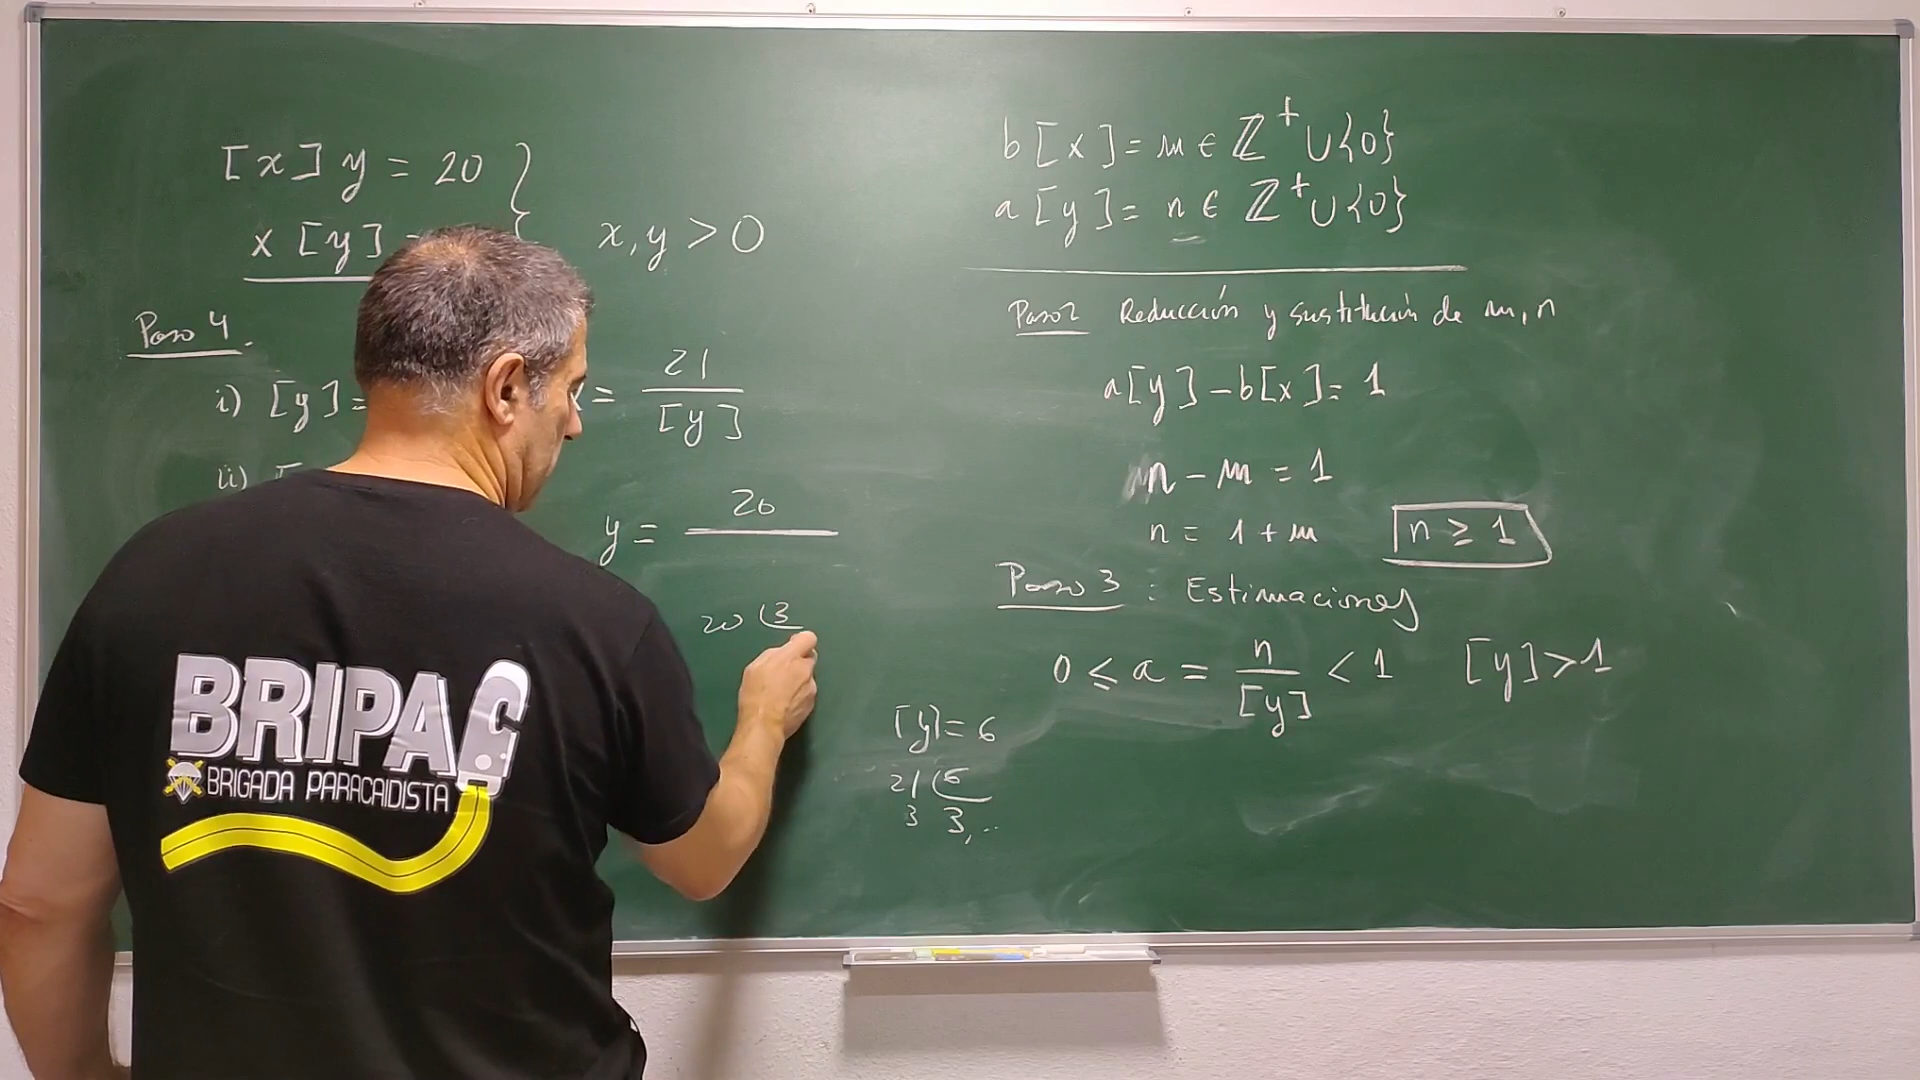 [x] y = 20 }
x [y]
x, y > 0
Paso 4.
i) [y] =
= 21 / [y]
ii) [
y = 20
20 (3
[y] = 6
21 (6
3 3,..
b [x] = m ∈ ℤ⁺ ∪ {0}
a [y] = n ∈ ℤ⁺ ∪ {0}
Paso 2 Reducción y sustitución de m, n
a[y] - b[x] = 1
n - m = 1
n = 1 + m n ≥ 1
Paso 3 : Estimaciones
0 ≤ a = n / [y] < 1 [y] > 1
BRIPAC
BRIGADA PARACAIDISTA